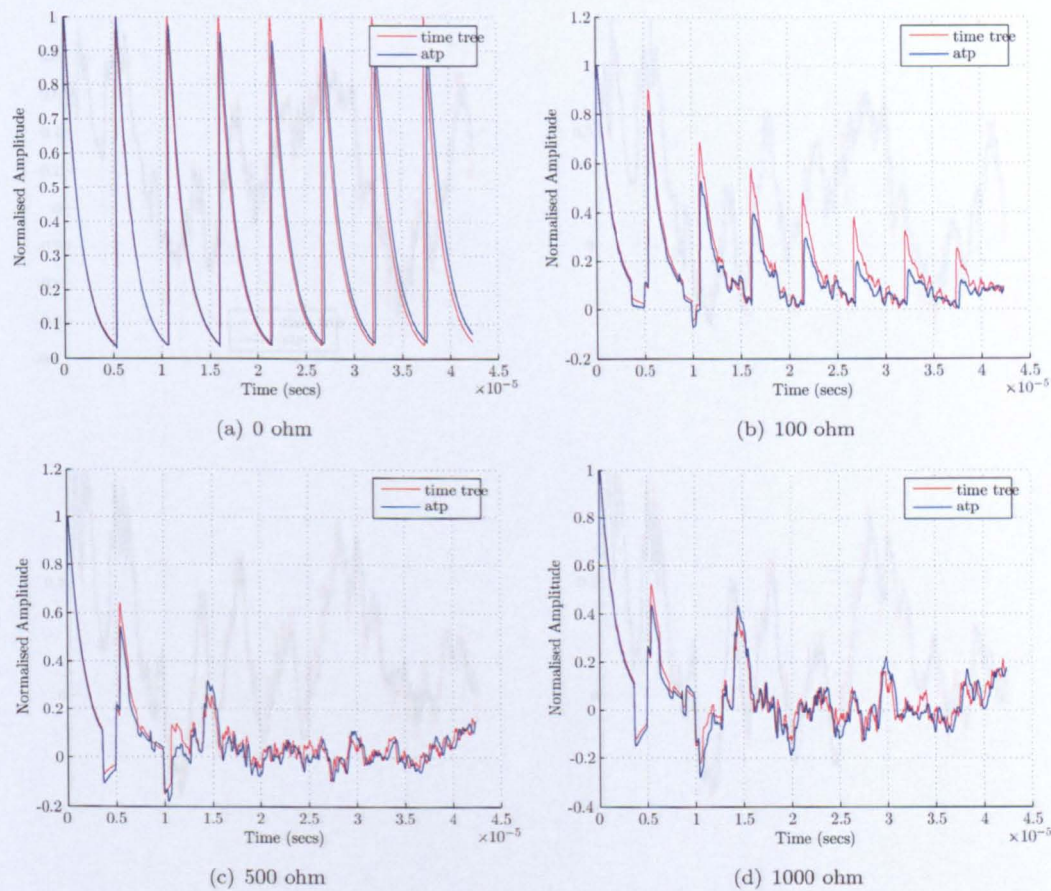 1
0.9
0.8
0.7
0.6
0.5
0.4
0.3
0.2
0.1
0
Normalised Amplitude
time tree
atp
0 0.5 1 1.5 2 2.5 3 3.5 4 4.5
Time (secs)
×10⁻⁵
(a) 0 ohm
1.2
1
0.8
0.6
0.4
0.2
0
-0.2
Normalised Amplitude
time tree
atp
0 0.5 1 1.5 2 2.5 3 3.5 4 4.5
Time (secs)
×10⁻⁵
(b) 100 ohm
1.2
1
0.8
0.6
0.4
0.2
0
-0.2
Normalised Amplitude
time tree
atp
0 0.5 1 1.5 2 2.5 3 3.5 4 4.5
Time (secs)
×10⁻⁵
(c) 500 ohm
1
0.8
0.6
0.4
0.2
0
-0.2
-0.4
Normalised Amplitude
time tree
atp
0 0.5 1 1.5 2 2.5 3 3.5 4 4.5
Time (secs)
×10⁻⁵
(d) 1000 ohm